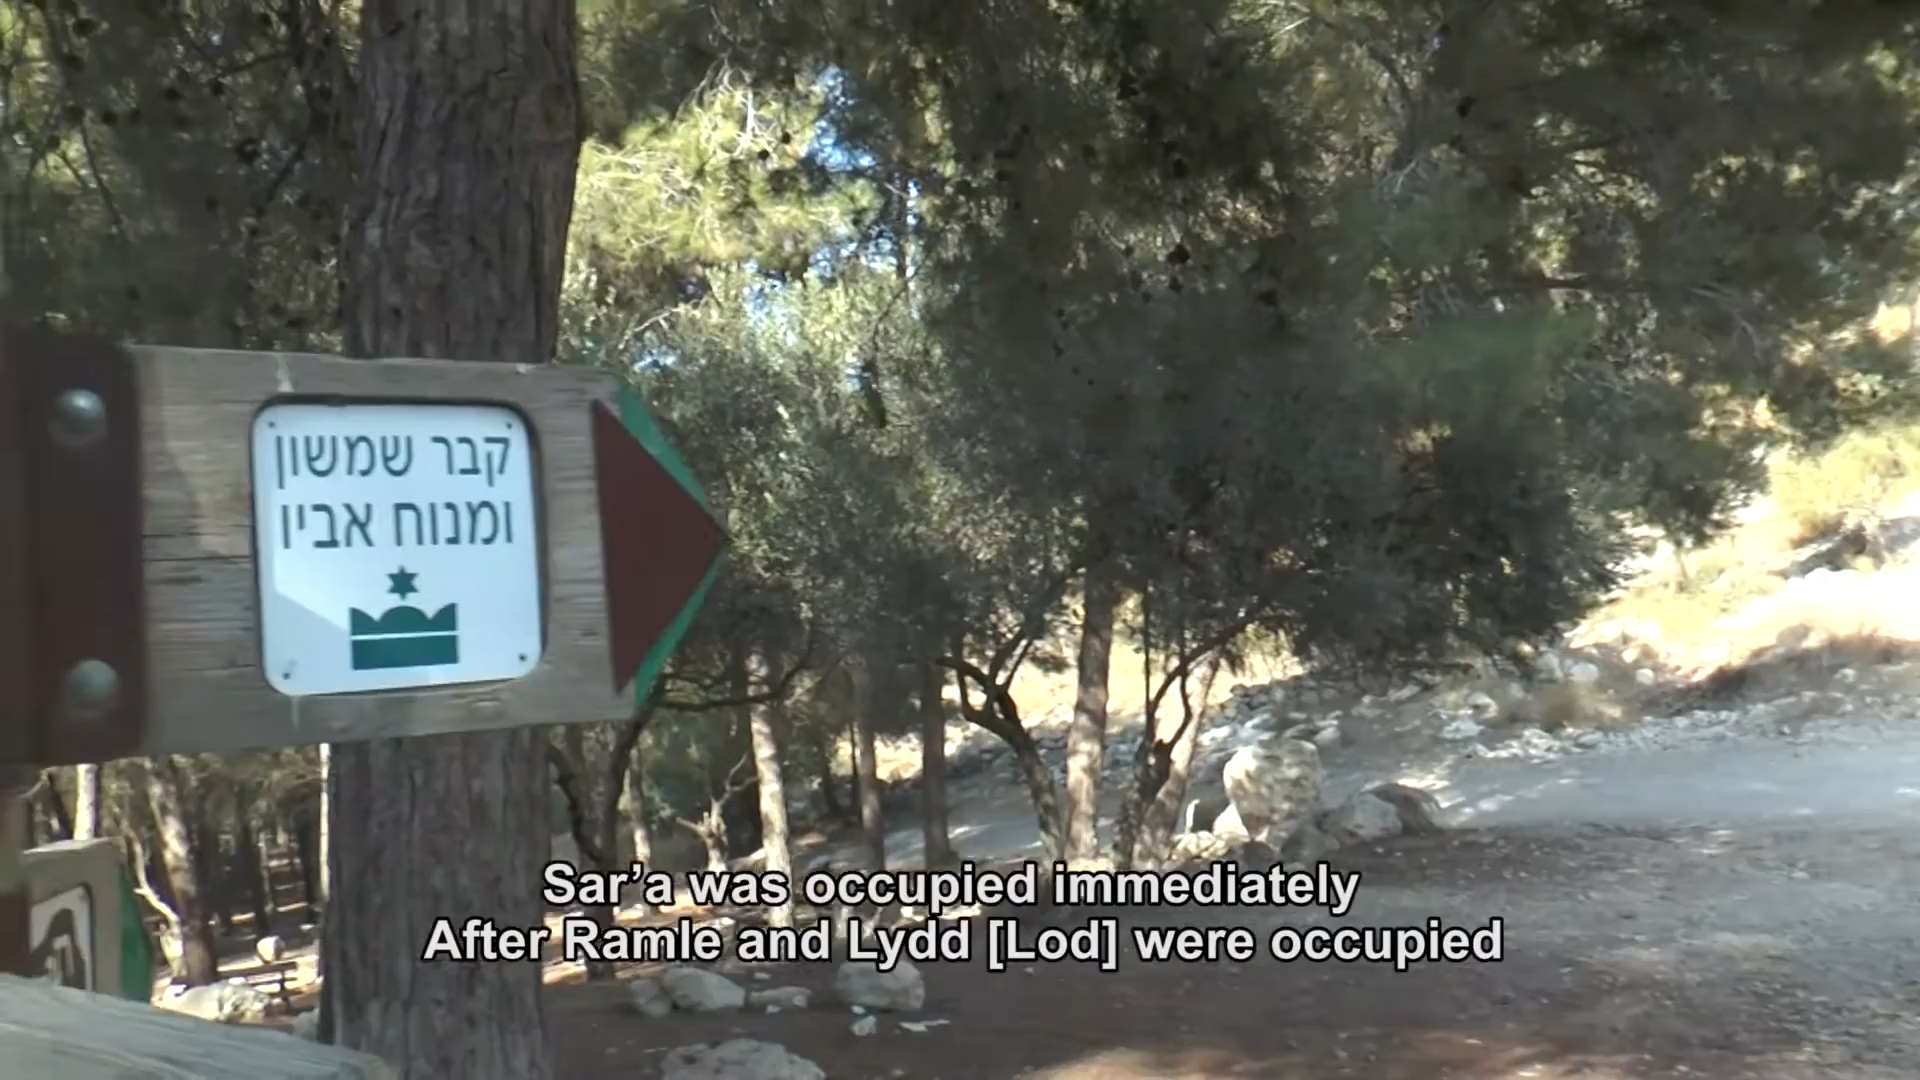 קבר שמשון
ומנוח אביו
Sar’a was occupied immediately
After Ramle and Lydd [Lod] were occupied